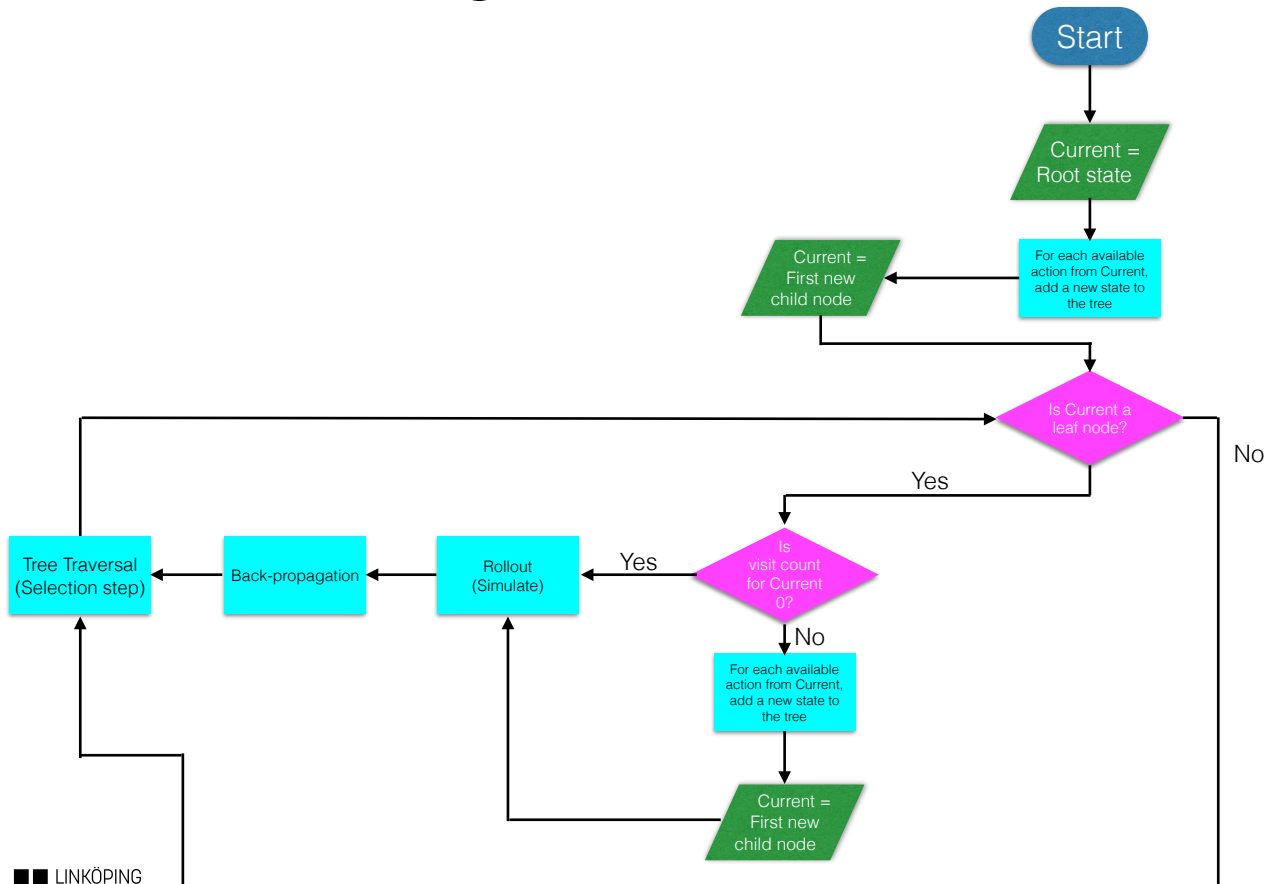 Start
Current =
Root state
For each available
action from Current,
add a new state to
the tree
Current =
First new
child node
Is Current a
leaf node?
No
Yes
Is
visit count
for Current
0?
Yes
Rollout
(Simulate)
Back-propagation
Tree Traversal
(Selection step)
No
For each available
action from Current,
add a new state to
the tree
Current =
First new
child node
LINKÖPING